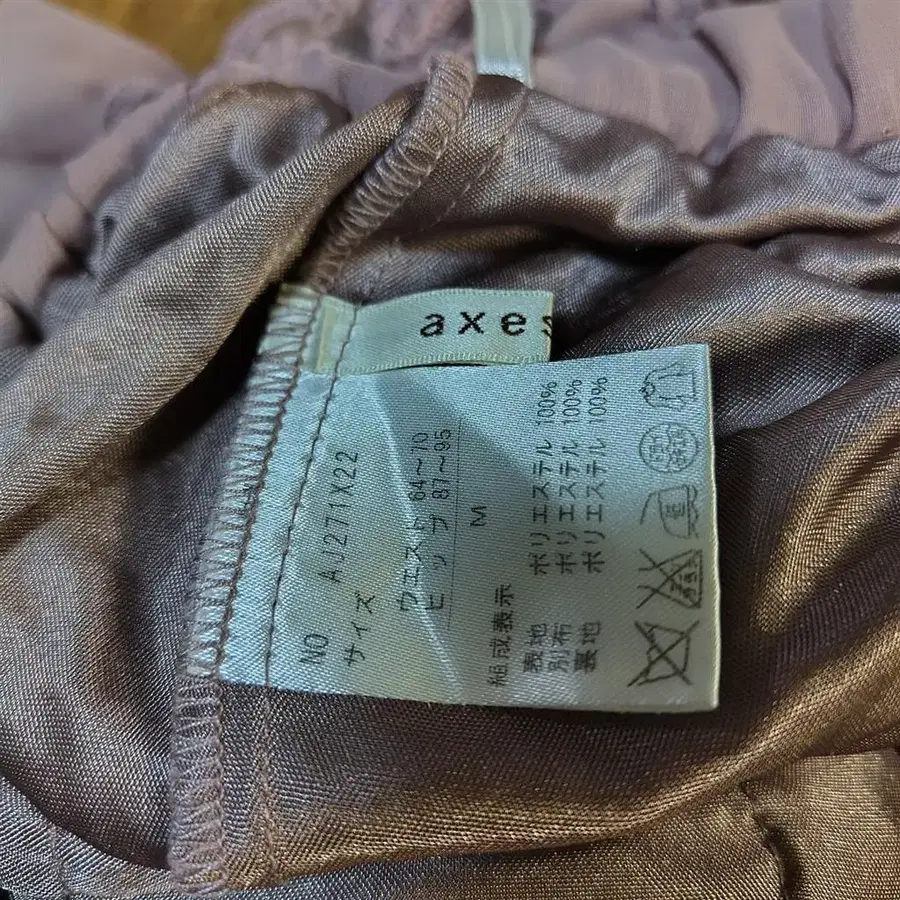 axes
NO AJ271X22
サイズ
ウエスト 64～70
ヒップ 87～95
M
組成表示
表地 ポリエステル 100%
別布 ポリエステル 100%
裏地 ポリエステル 100%